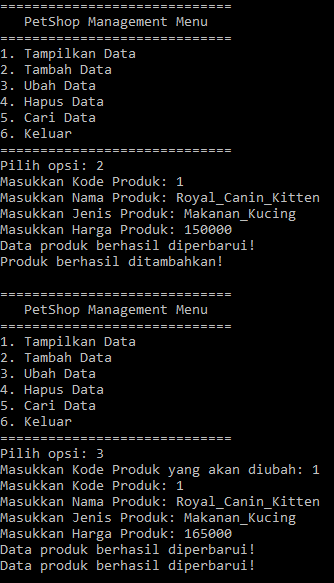 =============================
PetShop Management Menu
=============================
1. Tampilkan Data
2. Tambah Data
3. Ubah Data
4. Hapus Data
5. Cari Data
6. Keluar
=============================
Pilih opsi: 2
Masukkan Kode Produk: 1
Masukkan Nama Produk: Royal_Canin_Kitten
Masukkan Jenis Produk: Makanan_Kucing
Masukkan Harga Produk: 150000
Data produk berhasil diperbarui!
Produk berhasil ditambahkan!
=============================
PetShop Management Menu
=============================
1. Tampilkan Data
2. Tambah Data
3. Ubah Data
4. Hapus Data
5. Cari Data
6. Keluar
=============================
Pilih opsi: 3
Masukkan Kode Produk yang akan diubah: 1
Masukkan Kode Produk: 1
Masukkan Nama Produk: Royal_Canin_Kitten
Masukkan Jenis Produk: Makanan_Kucing
Masukkan Harga Produk: 165000
Data produk berhasil diperbarui!
Data produk berhasil diperbarui!